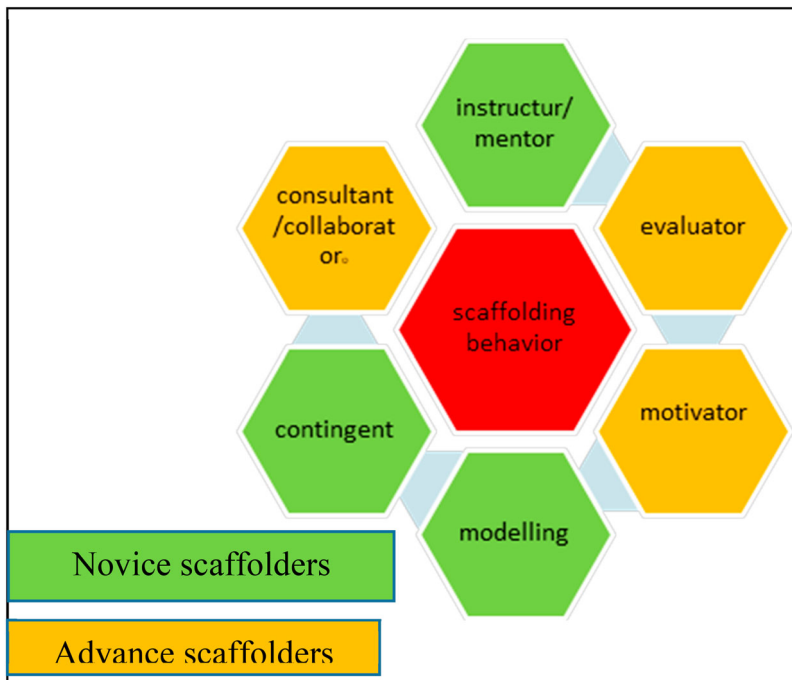 instructur/
mentor
consultant
/collaborat
or。
evaluator
scaffolding
behavior
contingent
motivator
modelling
Novice scaffolders
Advance scaffolders